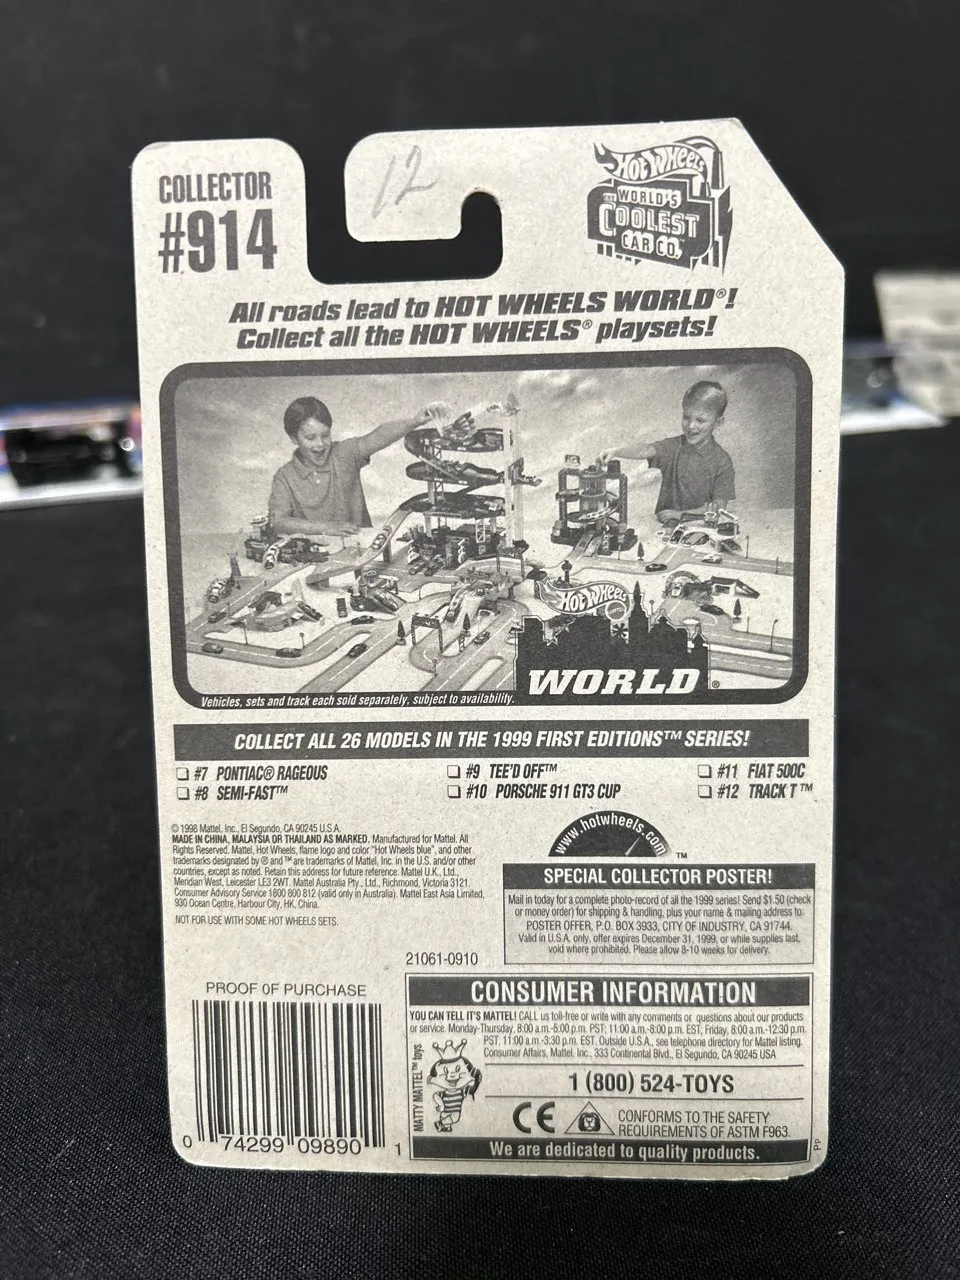 12
COLLECTOR
#914
HOT WHEELS
THE WORLD'S
COOLEST
CAR CO.™
All roads lead to HOT WHEELS WORLD®!
Collect all the HOT WHEELS® playsets!
HOT WHEELS
WORLD®
Vehicles, sets and track each sold separately, subject to availability.
COLLECT ALL 26 MODELS IN THE 1999 FIRST EDITIONS™ SERIES!
#7 PONTIAC® RAGEOUS
#8 SEMI-FAST™
#9 TEE'D OFF™
#10 PORSCHE 911 GT3 CUP
#11 FIAT 500C
#12 TRACK T™
© 1998 Mattel, Inc., El Segundo, CA 90245 U.S.A.
MADE IN CHINA, MALAYSIA OR THAILAND AS MARKED. Manufactured for Mattel. All
Rights Reserved. Mattel, Hot Wheels, flame logo and color "Hot Wheels blue", and other
trademarks designated by ® and ™ are trademarks of Mattel, Inc. in the U.S. and/or other
countries, except as noted. Retain this address for future reference: Mattel U.K., Ltd.,
Meridian West, Leicester LE3 2WT. Mattel Australia Pty., Ltd., Richmond, Victoria 3121.
Consumer Advisory Service 1800 800 812 (valid only in Australia). Mattel East Asia Limited,
930 Ocean Centre, Harbour City, HK, China.
NOT FOR USE WITH SOME HOT WHEELS SETS.
www.hotwheels.com
™
SPECIAL COLLECTOR POSTER!
Mail in today for a complete photo-record of all the 1999 series! Send $1.50 (check
or money order) for shipping & handling, plus your name & mailing address to:
POSTER OFFER, P.O. BOX 3933, CITY OF INDUSTRY, CA 91744.
Valid in U.S.A. only, offer expires December 31, 1999, or while supplies last,
void where prohibited. Please allow 8-10 weeks for delivery.
21061-0910
PROOF OF PURCHASE
0 74299 09890 1
CONSUMER INFORMATION
YOU CAN TELL IT'S MATTEL! CALL us toll-free or write with any comments or questions about our products
or service. Monday-Thursday, 8:00 a.m.-5:00 p.m. PST; 11:00 a.m.-8:00 p.m. EST; Friday, 8:00 a.m.-12:30 p.m.
PST, 11:00 a.m.-3:30 p.m. EST. Outside U.S.A., see telephone directory for Mattel listing.
Consumer Affairs, Mattel, Inc., 333 Continental Blvd., El Segundo, CA 90245 USA
MATTY MATTEL™ toys
1 (800) 524-TOYS
CE
CONFORMS TO THE SAFETY
REQUIREMENTS OF ASTM F963.
We are dedicated to quality products.
PP